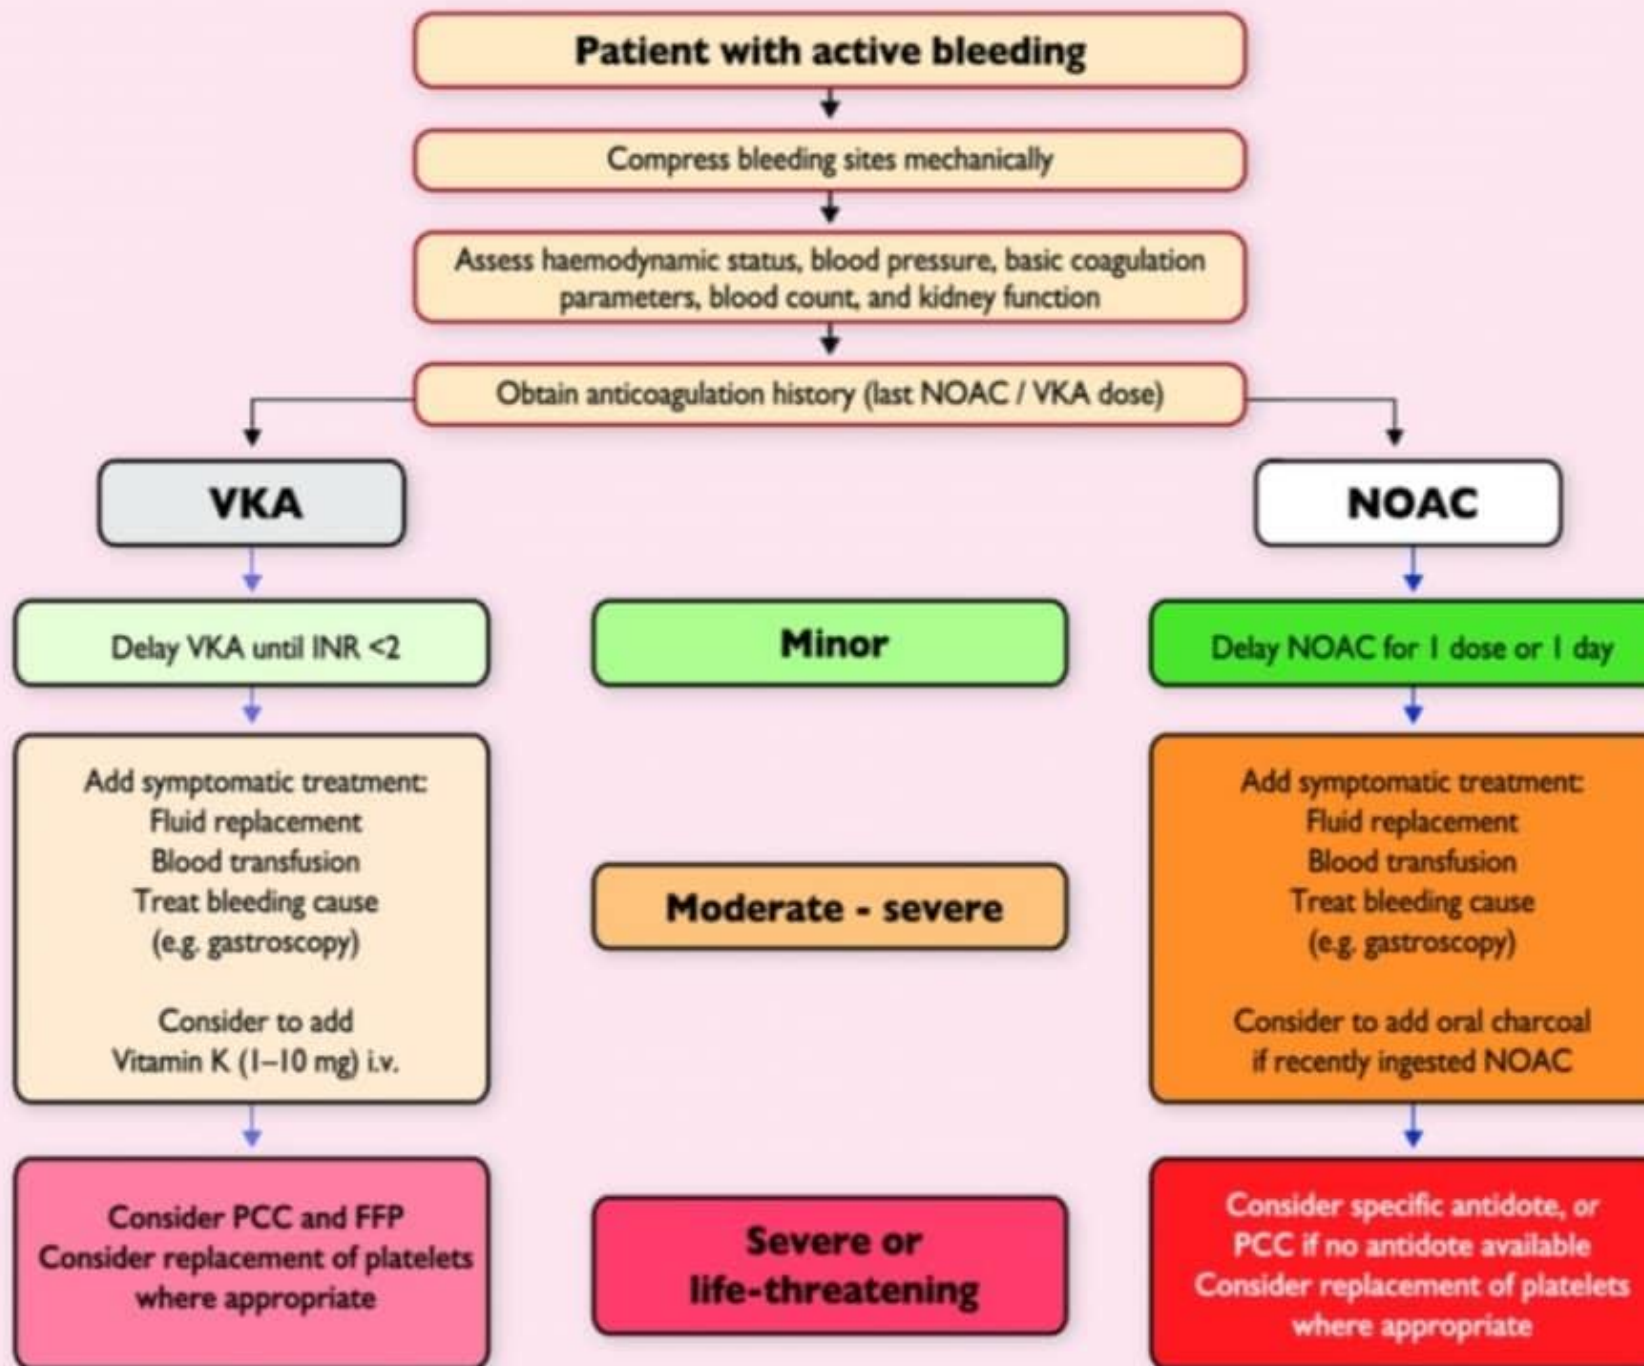 Patient with active bleeding
Compress bleeding sites mechanically
Assess haemodynamic status, blood pressure, basic coagulation
parameters, blood count, and kidney function
Obtain anticoagulation history (last NOAC / VKA dose)
VKA
NOAC
Delay VKA until INR <2
Minor
Delay NOAC for 1 dose or 1 day
Add symptomatic treatment:
Fluid replacement
Blood transfusion
Treat bleeding cause
(e.g. gastroscopy)
Consider to add
Vitamin K (1–10 mg) i.v.
Moderate - severe
Add symptomatic treatment:
Fluid replacement
Blood transfusion
Treat bleeding cause
(e.g. gastroscopy)
Consider to add oral charcoal
if recently ingested NOAC
Consider PCC and FFP
Consider replacement of platelets
where appropriate
Severe or
life-threatening
Consider specific antidote, or
PCC if no antidote available
Consider replacement of platelets
where appropriate